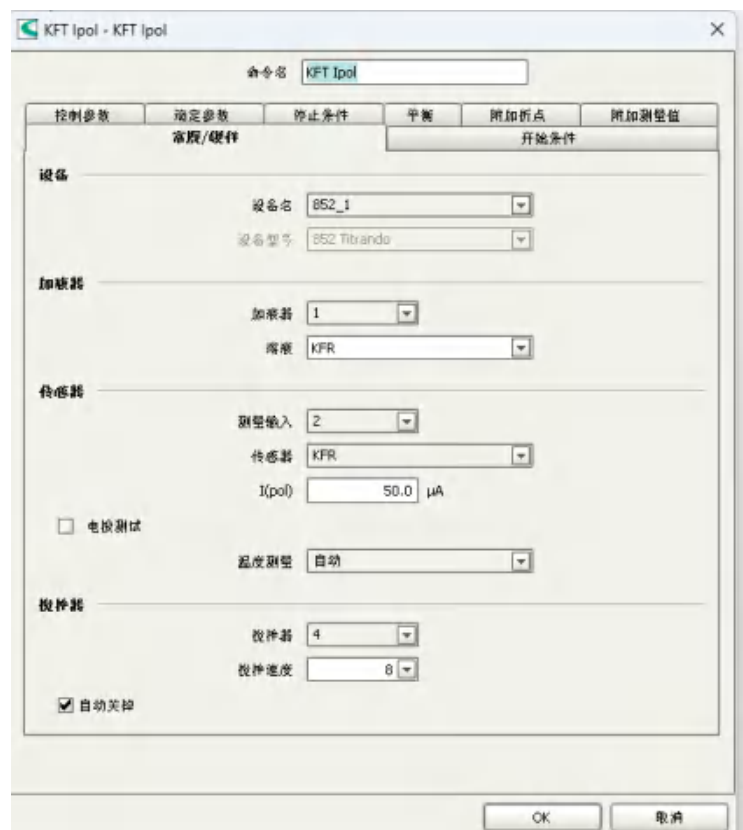 KFT Ipol - KFT Ipol
命令名 KFT Ipol
控制参数 滴定参数 停止条件 平衡 附加折点 附加测量值
常规/硬件 开始条件
设备
设备名 852_1
设备型号 852 Titrando
加液器
加液器 1
溶液 KFR
传感器
测量输入 2
传感器 KFR
I(pol) 50.0 μA
电极测试
温度测量 自动
搅拌器
搅拌器 4
搅拌速度 8
自动关掉
OK 取消